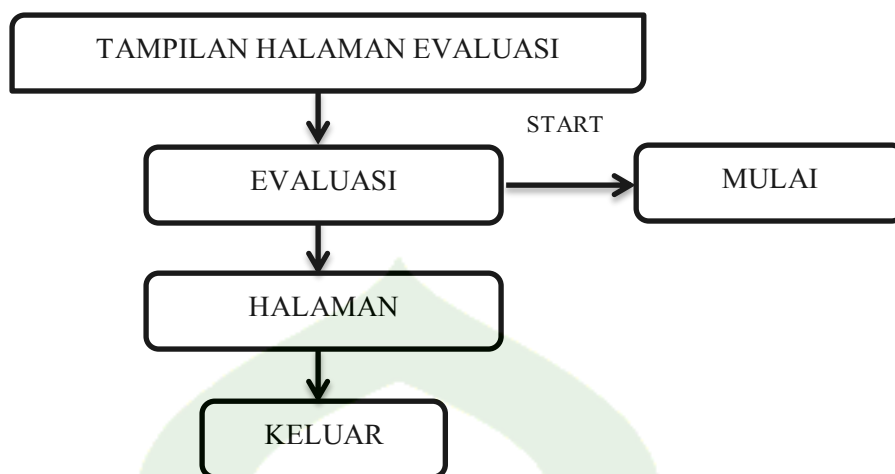 TAMPILAN HALAMAN EVALUASI
START
EVALUASI
MULAI
HALAMAN
KELUAR